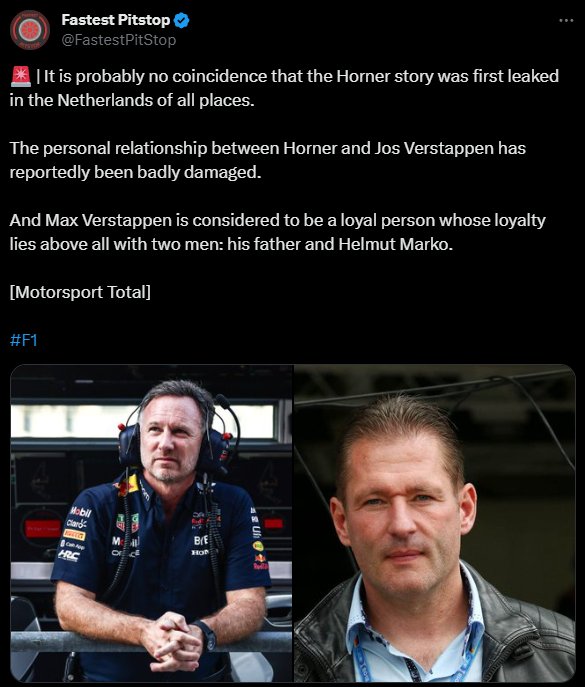 Fastest Pitstop
@FastestPitStop
🚨 | It is probably no coincidence that the Horner story was first leaked
in the Netherlands of all places.
The personal relationship between Horner and Jos Verstappen has
reportedly been badly damaged.
And Max Verstappen is considered to be a loyal person whose loyalty
lies above all with two men: his father and Helmut Marko.
[Motorsport Total]
#F1
Mobil
Claro
HRC
ORACLE
HONDA